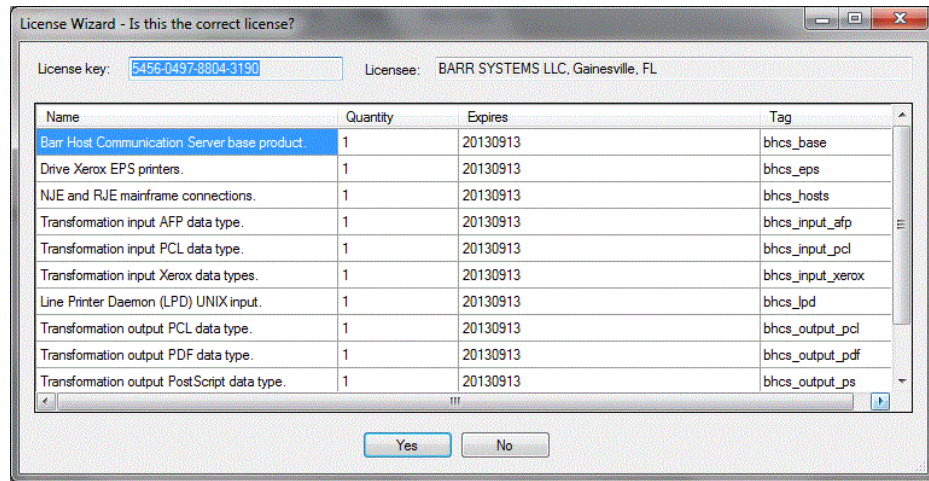 License Wizard - Is this the correct license?
License key: 5456-0497-8804-3190 Licensee: BARR SYSTEMS LLC, Gainesville, FL
Name Quantity Expires Tag
Barr Host Communication Server base product. 1 20130913 bhcs_base
Drive Xerox EPS printers. 1 20130913 bhcs_eps
NJE and RJE mainframe connections. 1 20130913 bhcs_hosts
Transformation input AFP data type. 1 20130913 bhcs_input_afp
Transformation input PCL data type. 1 20130913 bhcs_input_pcl
Transformation input Xerox data types. 1 20130913 bhcs_input_xerox
Line Printer Daemon (LPD) UNIX input. 1 20130913 bhcs_lpd
Transformation output PCL data type. 1 20130913 bhcs_output_pcl
Transformation output PDF data type. 1 20130913 bhcs_output_pdf
Transformation output PostScript data type. 1 20130913 bhcs_output_ps
Yes No